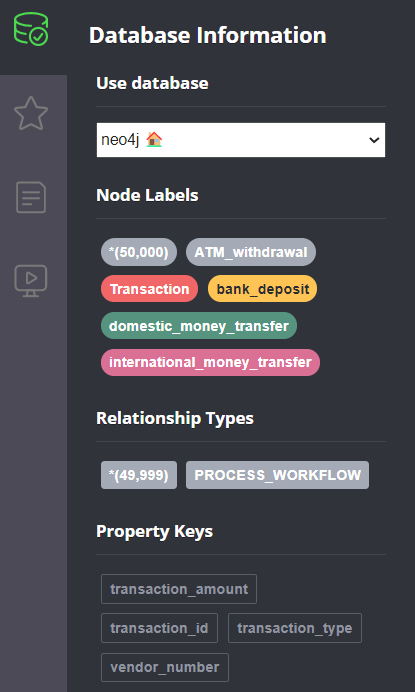 Database Information
Use database
neo4j 🏠
Node Labels
*(50,000) ATM_withdrawal
Transaction bank_deposit
domestic_money_transfer
international_money_transfer
Relationship Types
*(49,999) PROCESS_WORKFLOW
Property Keys
transaction_amount
transaction_id transaction_type
vendor_number